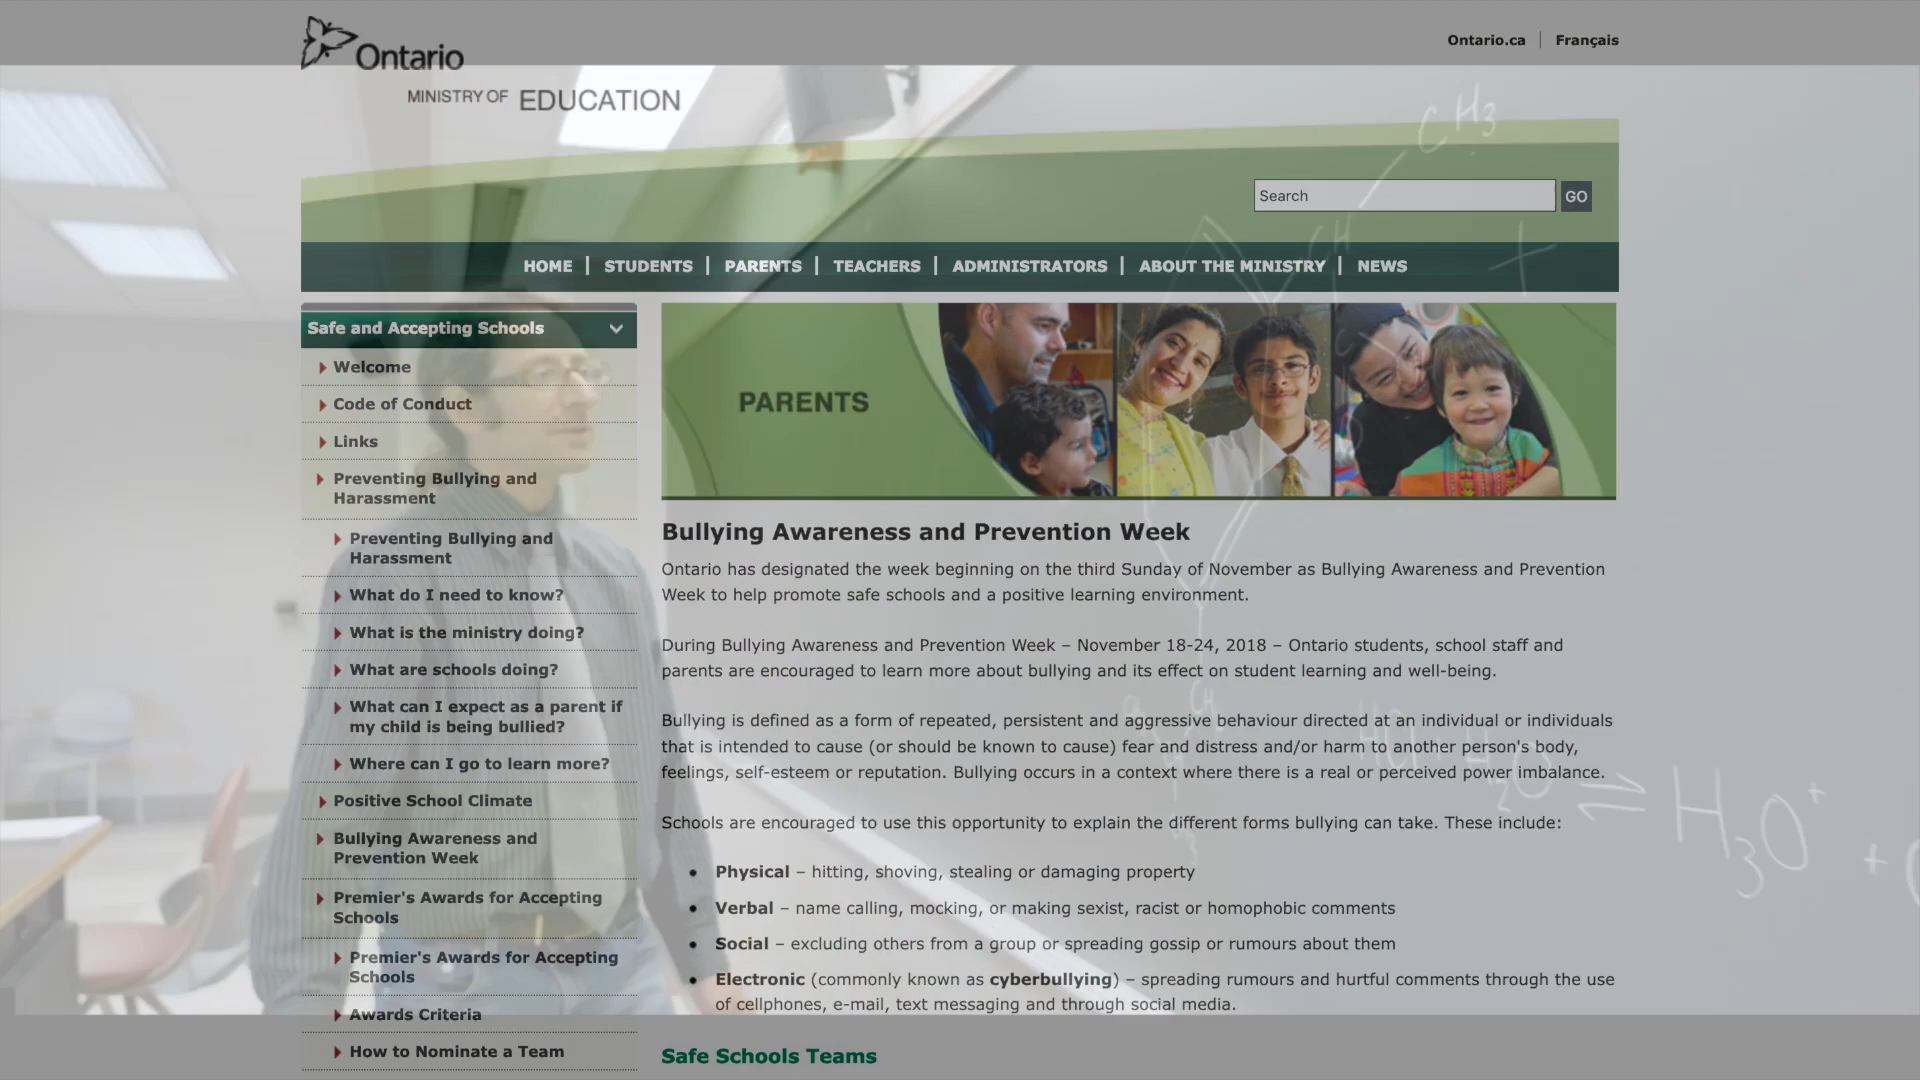 Ontario
Ontario.ca | Français
MINISTRY OF EDUCATION
CH3
CH
+
Search
GO
HOME | STUDENTS | PARENTS | TEACHERS | ADMINISTRATORS | ABOUT THE MINISTRY | NEWS
Safe and Accepting Schools
Welcome
Code of Conduct
Links
Preventing Bullying and
Harassment
Preventing Bullying and
Harassment
What do I need to know?
What is the ministry doing?
What are schools doing?
What can I expect as a parent if
my child is being bullied?
Where can I go to learn more?
Positive School Climate
Bullying Awareness and
Prevention Week
Premier's Awards for Accepting
Schools
Premier's Awards for Accepting
Schools
Awards Criteria
How to Nominate a Team
PARENTS
Bullying Awareness and Prevention Week
Ontario has designated the week beginning on the third Sunday of November as Bullying Awareness and Prevention
Week to help promote safe schools and a positive learning environment.
During Bullying Awareness and Prevention Week – November 18-24, 2018 – Ontario students, school staff and
parents are encouraged to learn more about bullying and its effect on student learning and well-being.
Bullying is defined as a form of repeated, persistent and aggressive behaviour directed at an individual or individuals
that is intended to cause (or should be known to cause) fear and distress and/or harm to another person's body,
feelings, self-esteem or reputation. Bullying occurs in a context where there is a real or perceived power imbalance.
Schools are encouraged to use this opportunity to explain the different forms bullying can take. These include:
• Physical – hitting, shoving, stealing or damaging property
• Verbal – name calling, mocking, or making sexist, racist or homophobic comments
• Social – excluding others from a group or spreading gossip or rumours about them
• Electronic (commonly known as cyberbullying) – spreading rumours and hurtful comments through the use
of cellphones, e-mail, text messaging and through social media.
Safe Schools Teams
HCl + H2O ⇌ H3O+ +